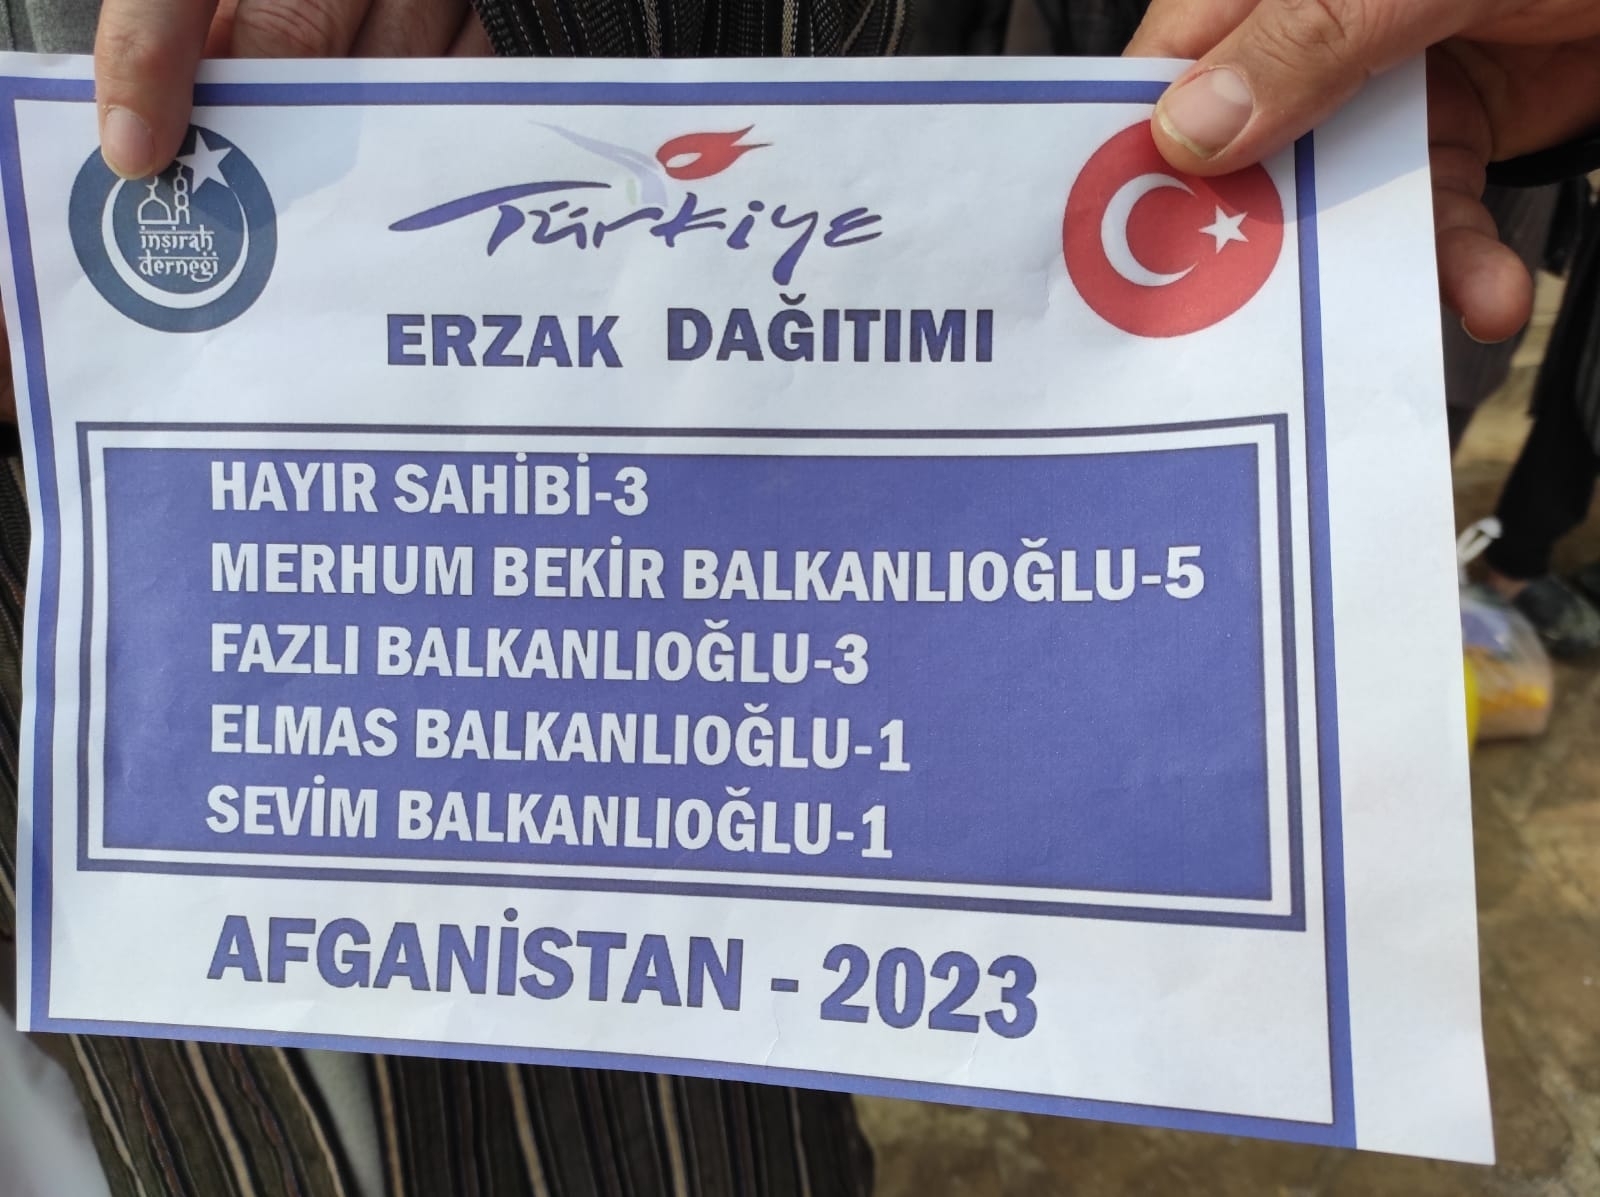 inşirah
derneği
Türkiye
ERZAK DAĞITIMI
HAYIR SAHİBİ-3
MERHUM BEKİR BALKANLIOĞLU-5
FAZLI BALKANLIOĞLU-3
ELMAS BALKANLIOĞLU-1
SEVİM BALKANLIOĞLU-1
AFGANİSTAN - 2023